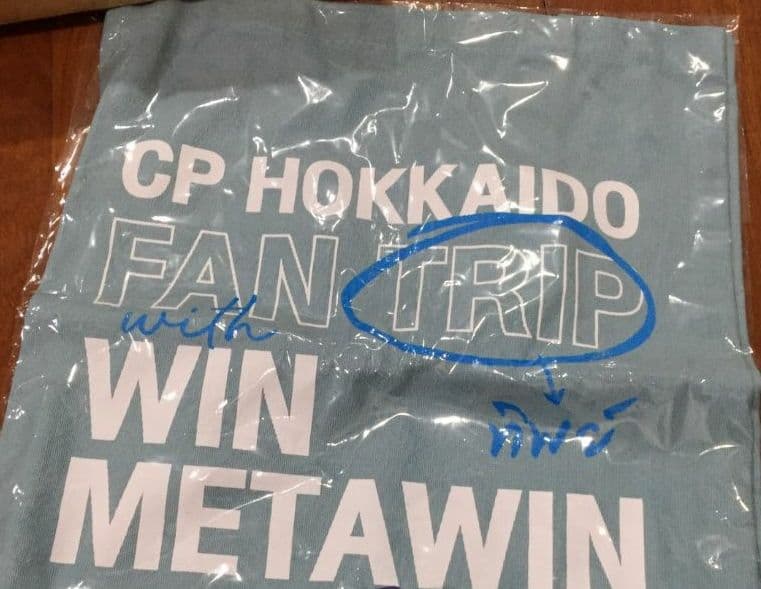 CP HOKKAIDO
FAN TRIP
with
WIN
ทิพย์
METAWIN